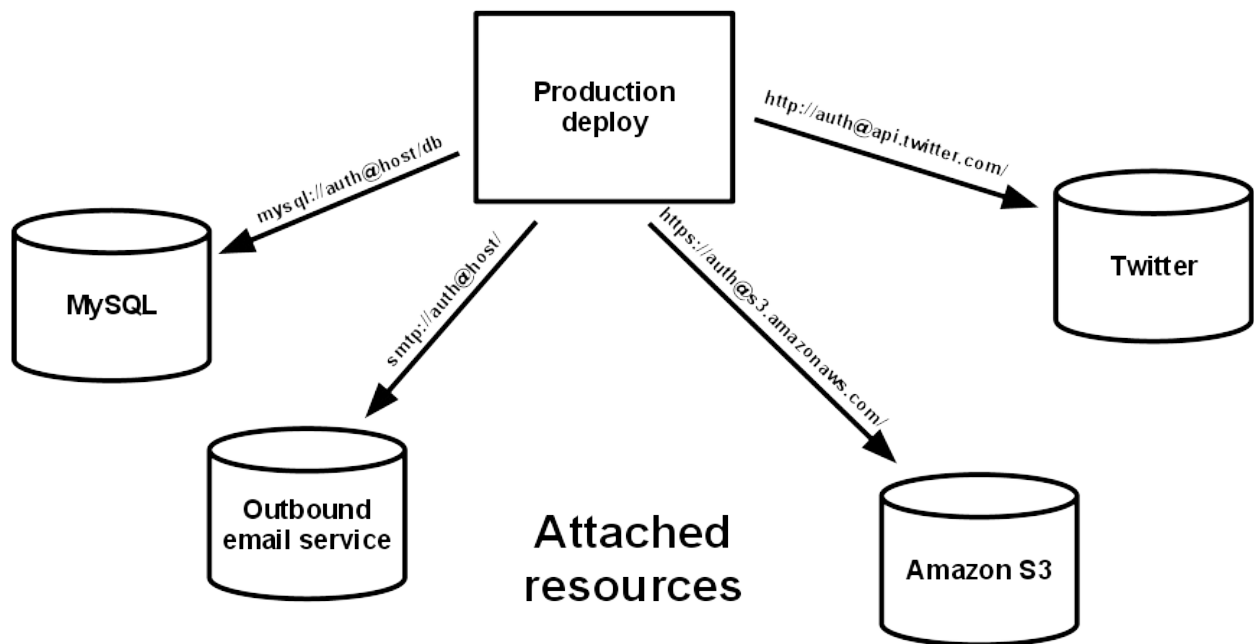 Production
deploy
http://auth@api.twitter.com/
mysql://auth@host/db
smtp://auth@host/
https://auth@s3.amazonaws.com/
Twitter
MySQL
Outbound
email service
Attached
resources
Amazon S3